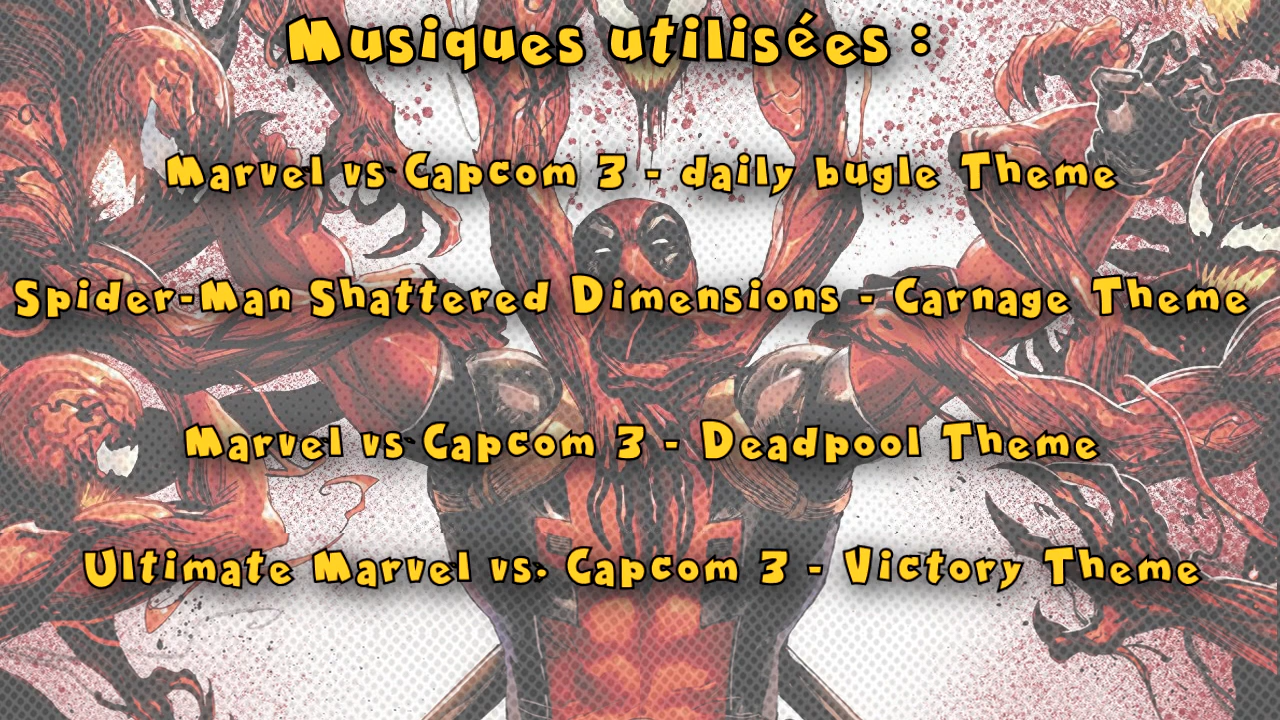 Musiques utilisées :
Marvel vs Capcom 3 - daily bugle Theme
Spider-Man Shattered Dimensions - Carnage Theme
Marvel vs Capcom 3 - Deadpool Theme
Ultimate Marvel vs. Capcom 3 - Victory Theme